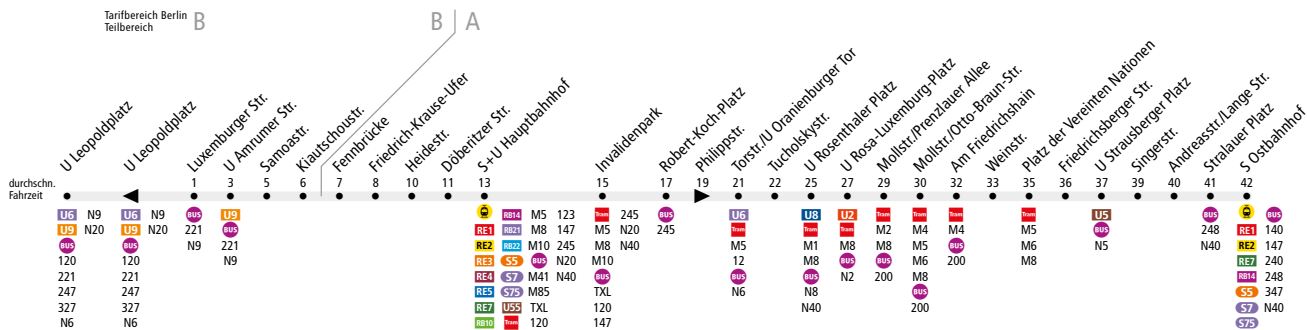 Tarifbereich Berlin B
Teilbereich
B A
U Leopoldplatz
U Leopoldplatz
Luxemburger Str.
U Amrumer Str.
Samoastr.
Kiautschoustr.
Fennbrücke
Friedrich-Krause-Ufer
Heidestr.
Döberitzer Str.
S+U Hauptbahnhof
Invalidenpark
Robert-Koch-Platz
Philippstr.
Torstr./U Oranienburger Tor
Tucholskystr.
U Rosenthaler Platz
U Rosa-Luxemburg-Platz
Mollstr/Prenzlauer Allee
Mollstr/Otto-Braun-Str.
Am Friedrichshain
Weinstr.
Platz der Vereinten Nationen
Friedrichsberger Str.
U Strausberger Platz
Singerstr.
Andreasstr/Lange Str.
Stralauer Platz
S Ostbahnhof
durchschn.
Fahrzeit
1 3 5 6 7 8 10 11 13 15 17 19 21 22 25 27 29 30 32 33 35 36 37 39 40 41 42
U6 N9
U9 N20
BUS
120
221
247
327
N6
U6 N9
U9 N20
BUS
120
221
247
327
N6
BUS
221
N9
U9
BUS
221
N9
RB14 M5 123
RE1 RB21 M8 147
RE2 RB22 M10 245
RE3 S5 BUS N20
RE4 S7 M41 N40
RE5 S75 M85
RE7 U55 TXL
RB10 Tram 120
Tram 245
M5 N20
M8 N40
M10
BUS
TXL
120
147
BUS
245
U6
Tram
M5
12
BUS
N6
U8
Tram
M1
M8
BUS
N8
N40
U2
Tram
M8
BUS
N2
Tram
M2
M8
BUS
200
Tram
M4
M5
M6
M8
BUS
200
Tram
M4
BUS
200
Tram
M5
M6
M8
U5
BUS
N5
BUS
248
N40
BUS
RE1 140
RE2 147
RE7 240
RB14 248
S5 347
S7 N40
S75